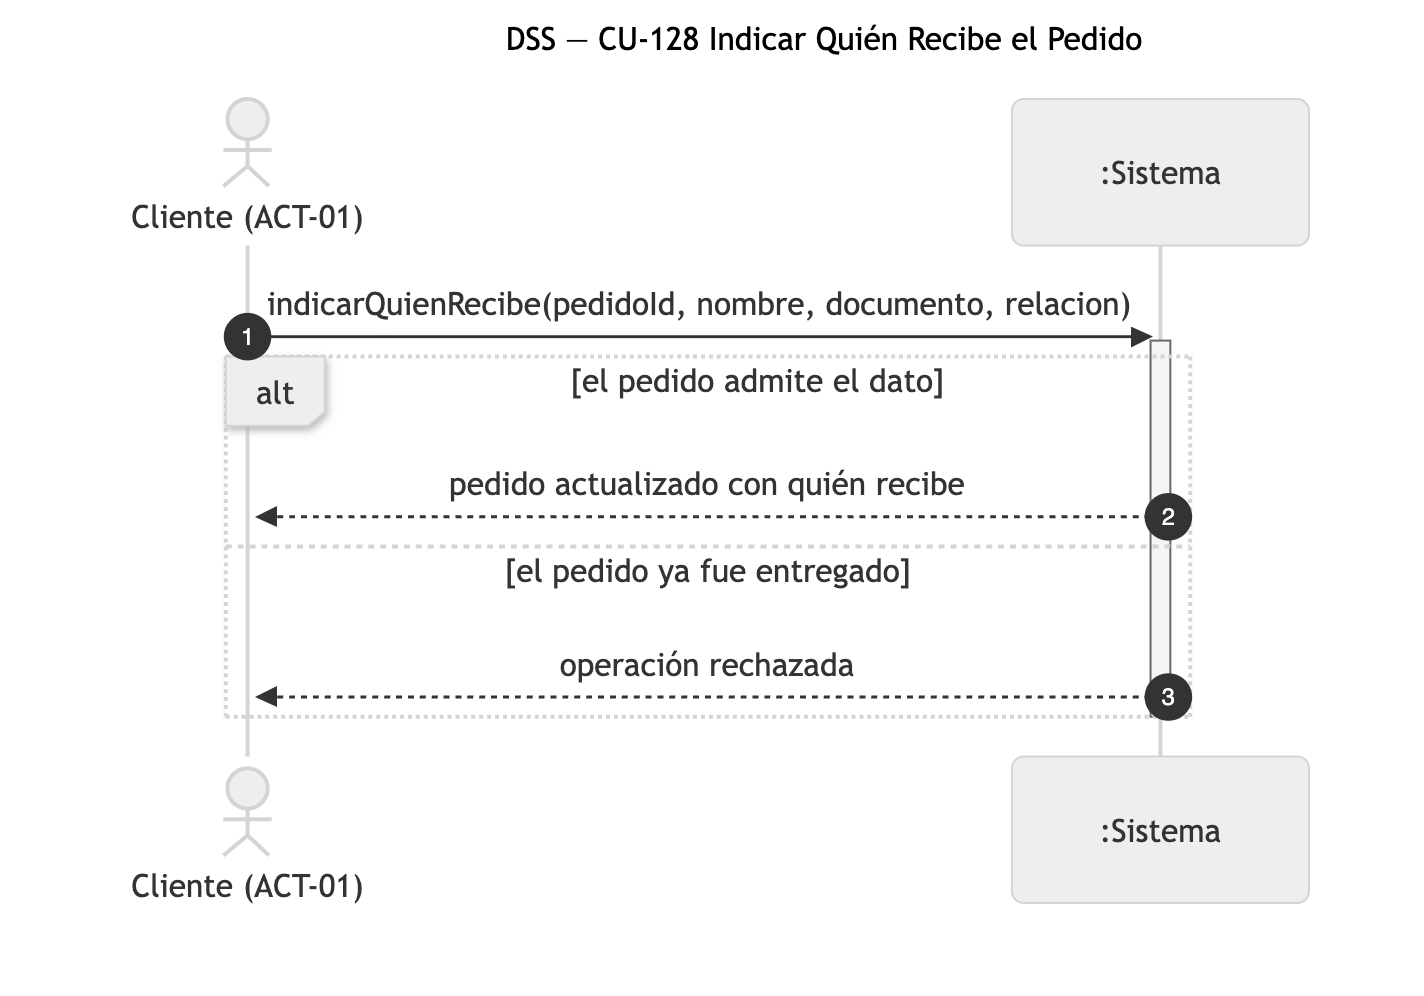 DSS — CU-128 Indicar Quién Recibe el Pedido
Cliente (ACT-01)
:Sistema
indicarQuienRecibe(pedidoId, nombre, documento, relacion)
1
alt
[el pedido admite el dato]
pedido actualizado con quién recibe
2
[el pedido ya fue entregado]
operación rechazada
3
Cliente (ACT-01)
:Sistema